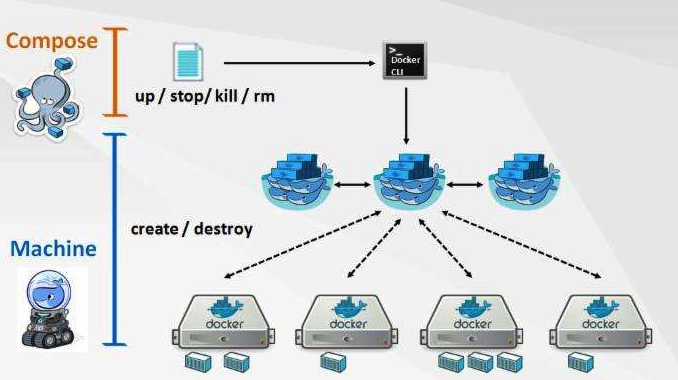 Compose
>_
Docker
CLI
up / stop/ kill / rm
create / destroy
Machine
docker
docker
docker
docker